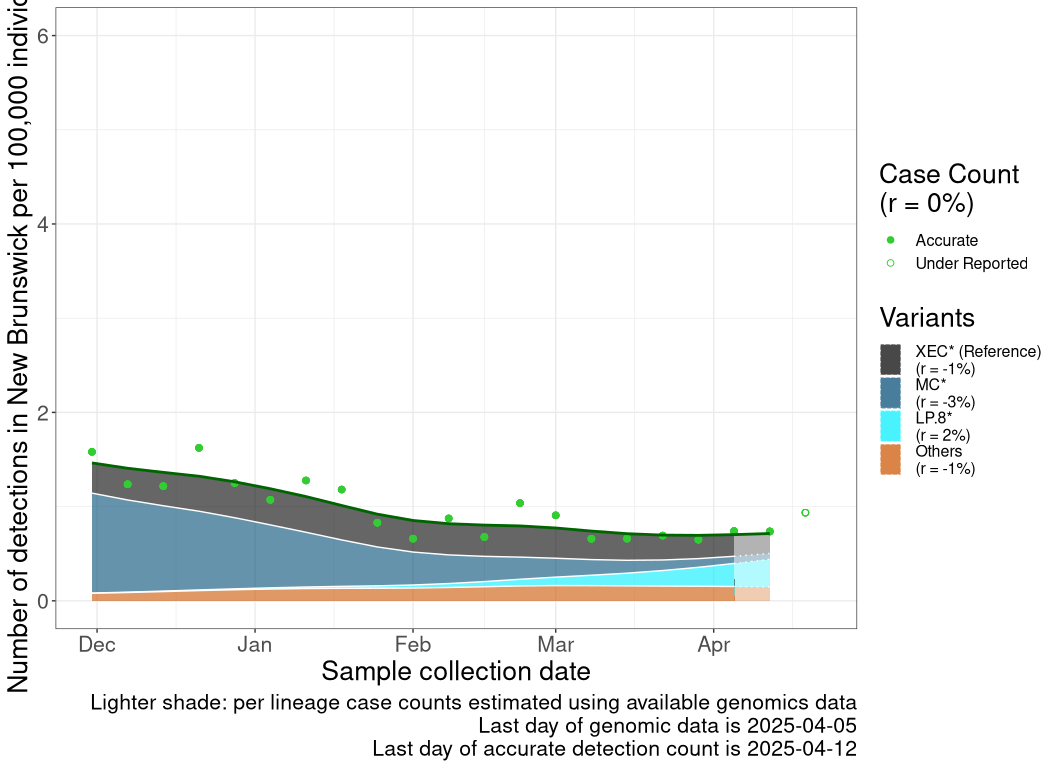 Number of detections in New Brunswick per 100,000
6
4
2
0
Dec Jan Feb Mar Apr
Sample collection date
Lighter shade: per lineage case counts estimated using available genomics data
Last day of genomic data is 2025-04-05
Last day of accurate detection count is 2025-04-12
Case Count
(r = 0%)
Accurate
Under Reported
Variants
XEC* (Reference)
(r = -1%)
MC*
(r = -3%)
LP.8*
(r = 2%)
Others
(r = -1%)